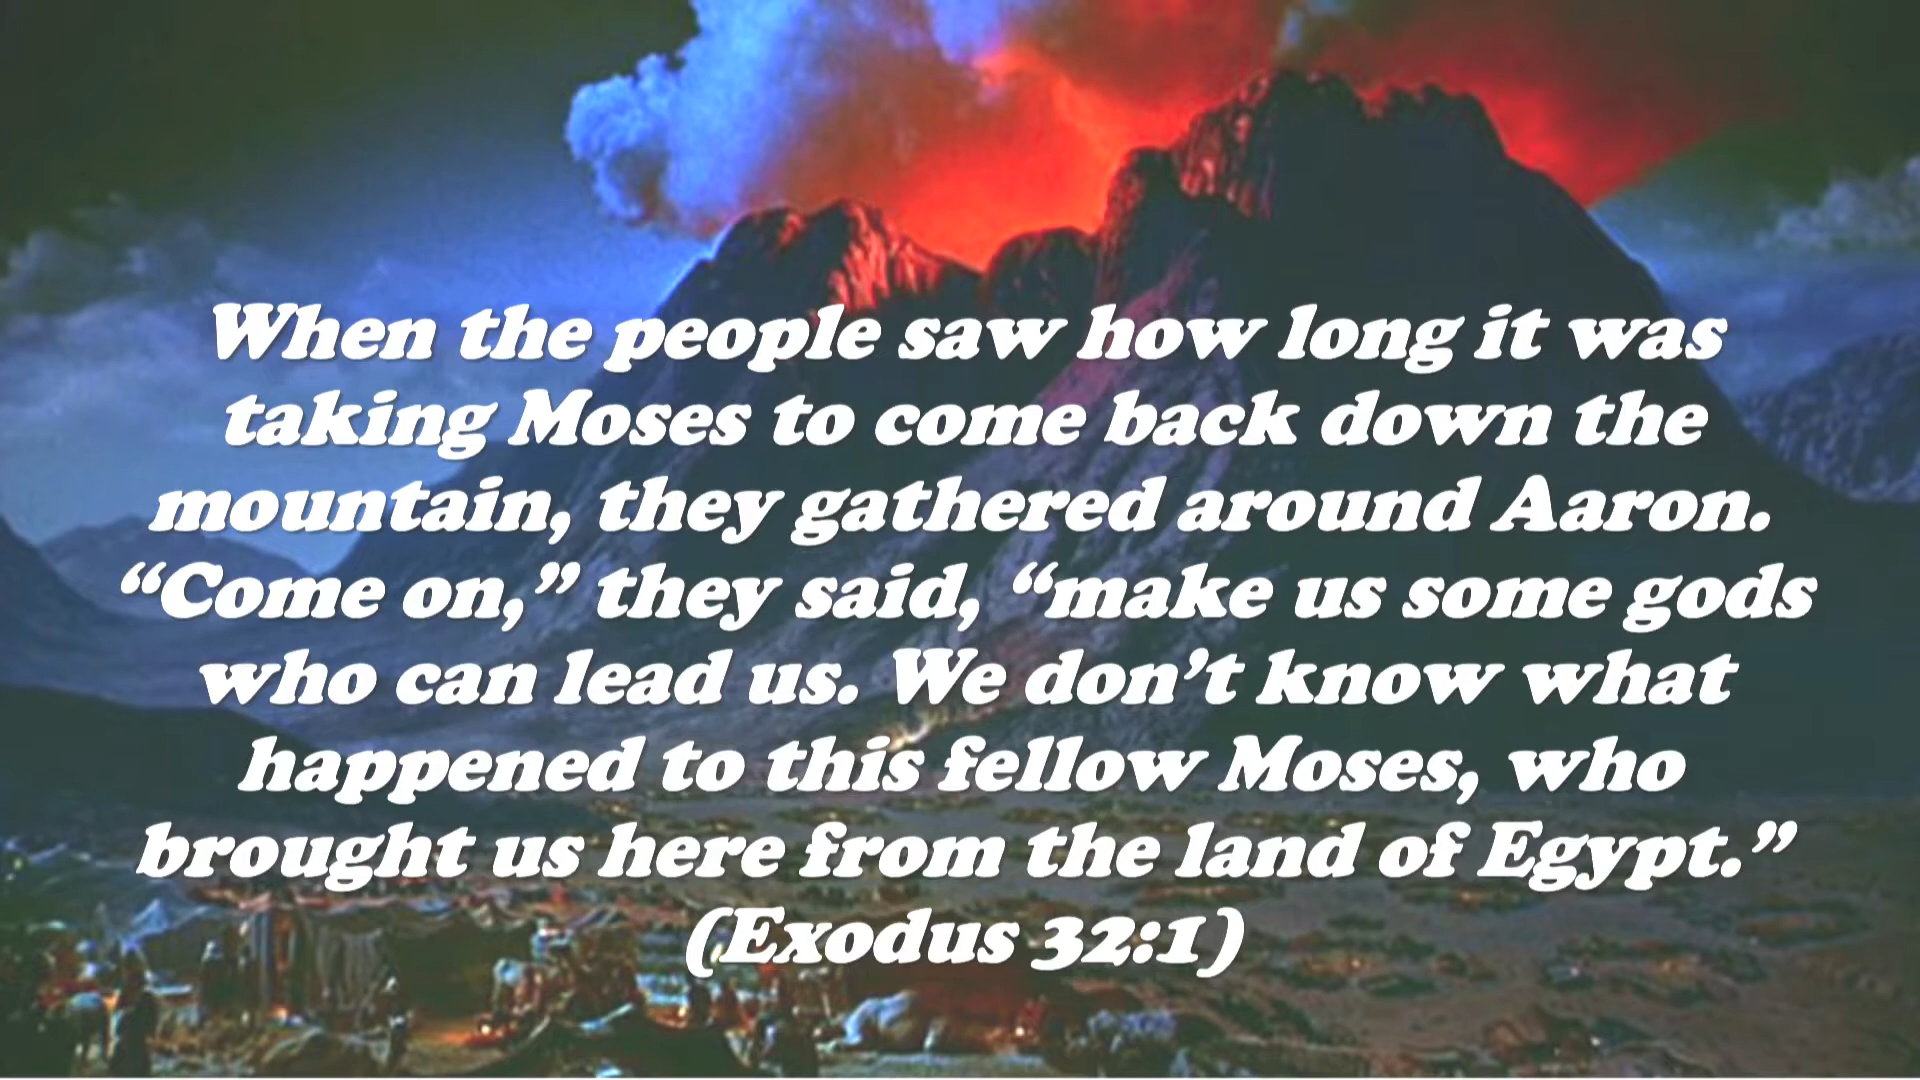 When the people saw how long it was
taking Moses to come back down the
mountain, they gathered around Aaron.
“Come on,” they said, “make us some gods
who can lead us. We don’t know what
happened to this fellow Moses, who
brought us here from the land of Egypt.”
(Exodus 32:1)